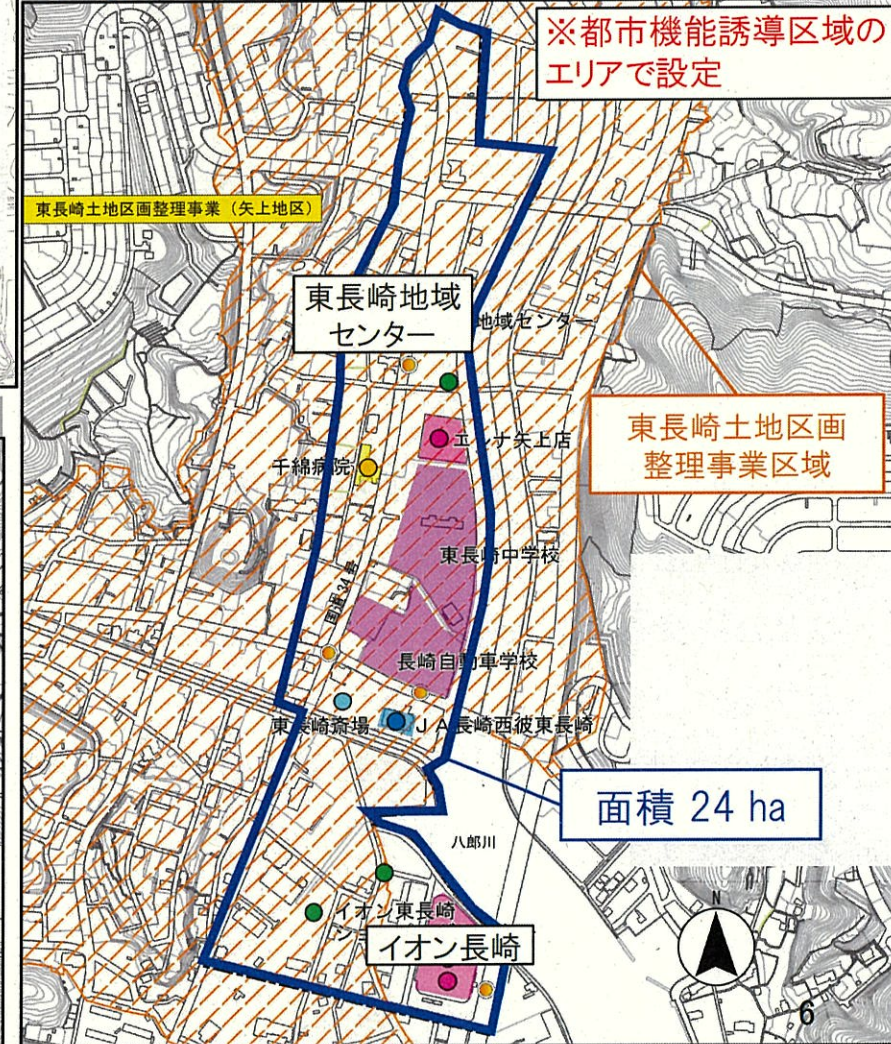 ※都市機能誘導区域の
エリアで設定
東長崎土地区画整理事業（矢上地区）
東長崎地域
センター
地域センター
エレナ矢上店
千綿病院
東長崎土地区画
整理事業区域
東長崎中学校
国道34号
長崎自動車学校
東長崎斎場
JA長崎西彼東長崎
面積 24 ha
八郎川
イオン東長崎
イオン長崎
N
6